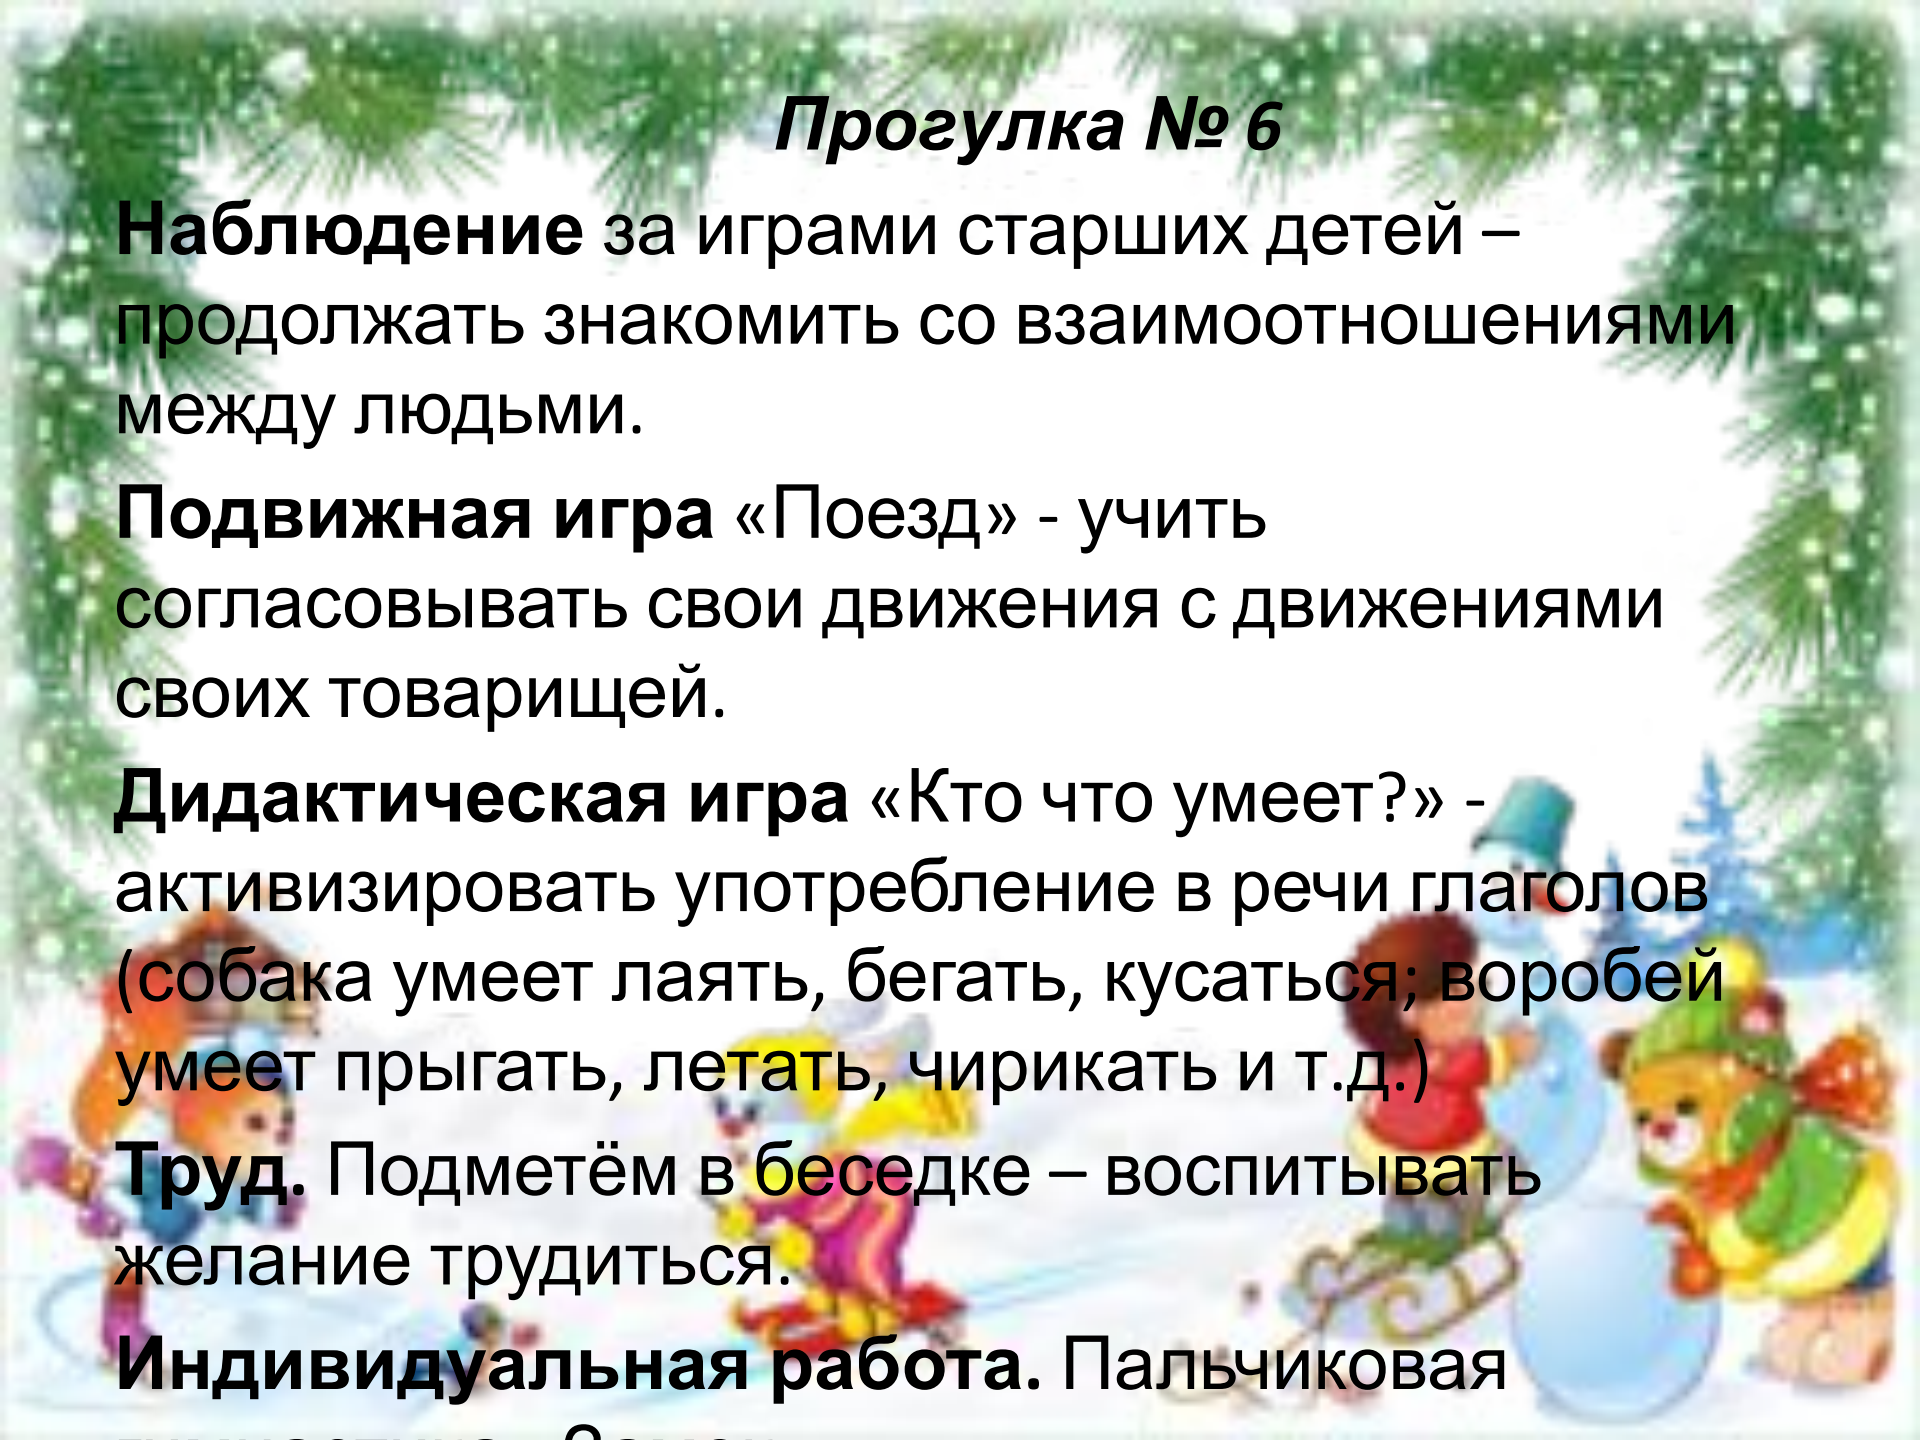 Прогулка № 6
Наблюдение за играми старших детей –
продолжать знакомить со взаимоотношениями
между людьми.
Подвижная игра «Поезд» - учить
согласовывать свои движения с движениями
своих товарищей.
Дидактическая игра «Кто что умеет?» -
активизировать употребление в речи глаголов
(собака умеет лаять, бегать, кусаться; воробей
умеет прыгать, летать, чирикать и т.д.)
Труд. Подметём в беседке – воспитывать
желание трудиться.
Индивидуальная работа. Пальчиковая